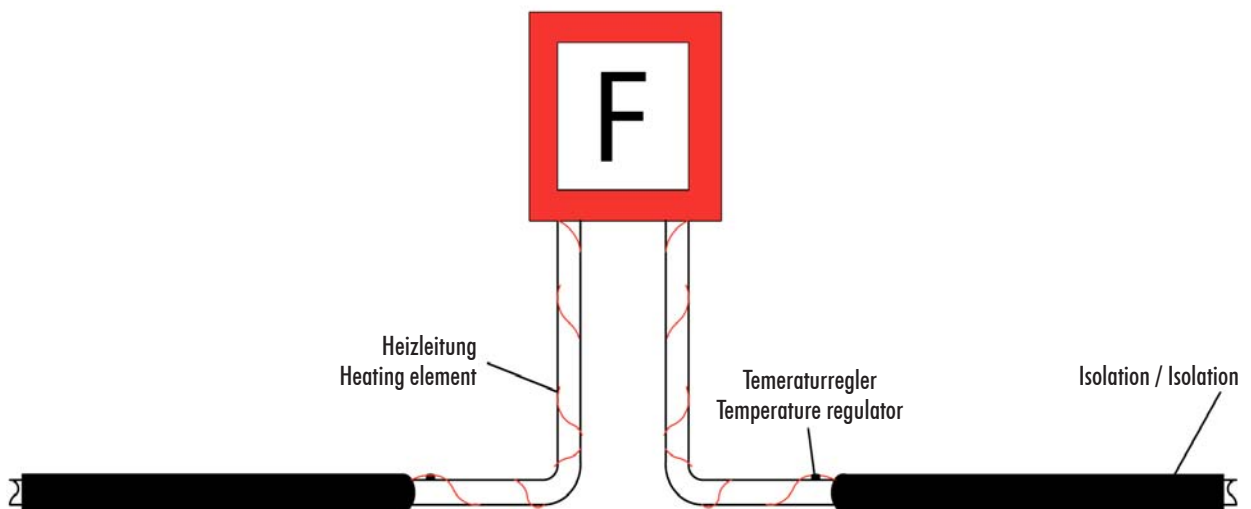 F
Heizleitung
Heating element
Temeraturregler
Temperature regulator
Isolation / Isolation